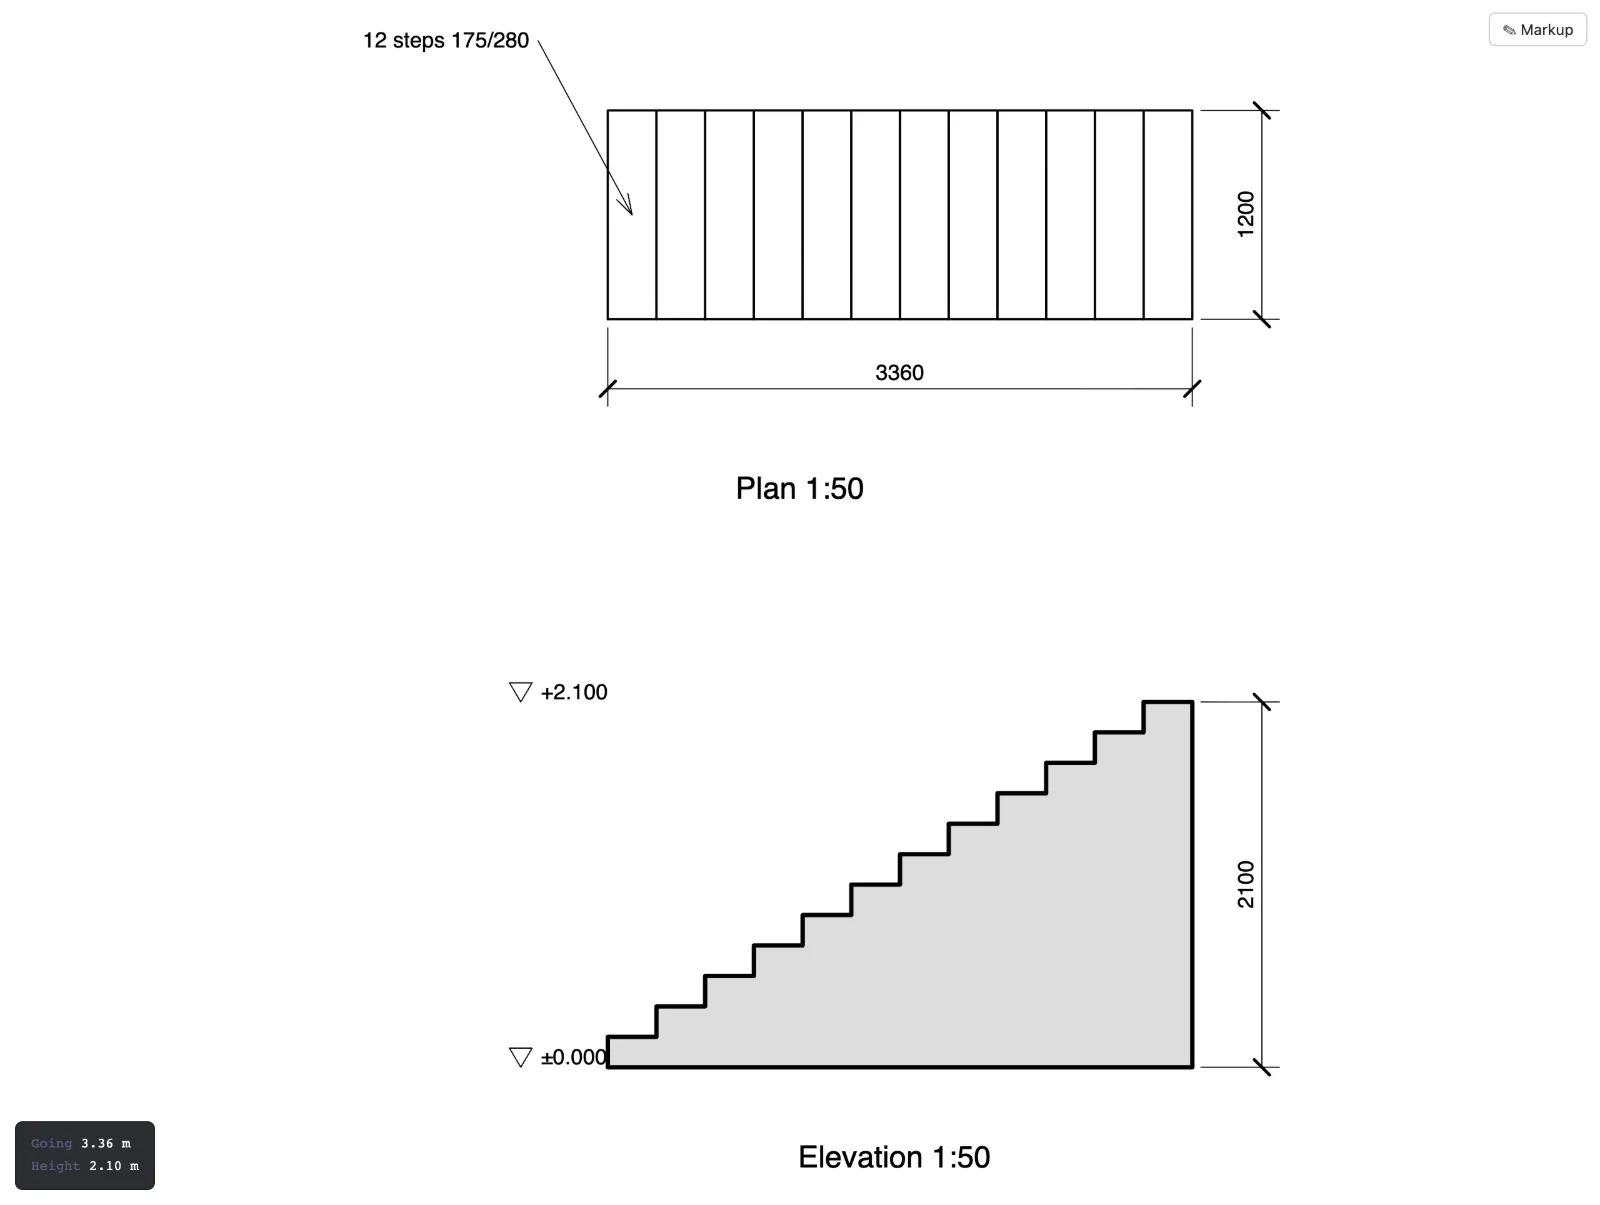 12 steps 175/280
✎ Markup
1200
3360
Plan 1:50
+2.100
2100
±0.000
Going 3.36 m
Height 2.10 m
Elevation 1:50